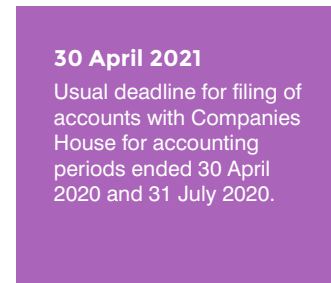 30 April 2021
Usual deadline for filing of
accounts with Companies
House for accounting
periods ended 30 April
2020 and 31 July 2020.